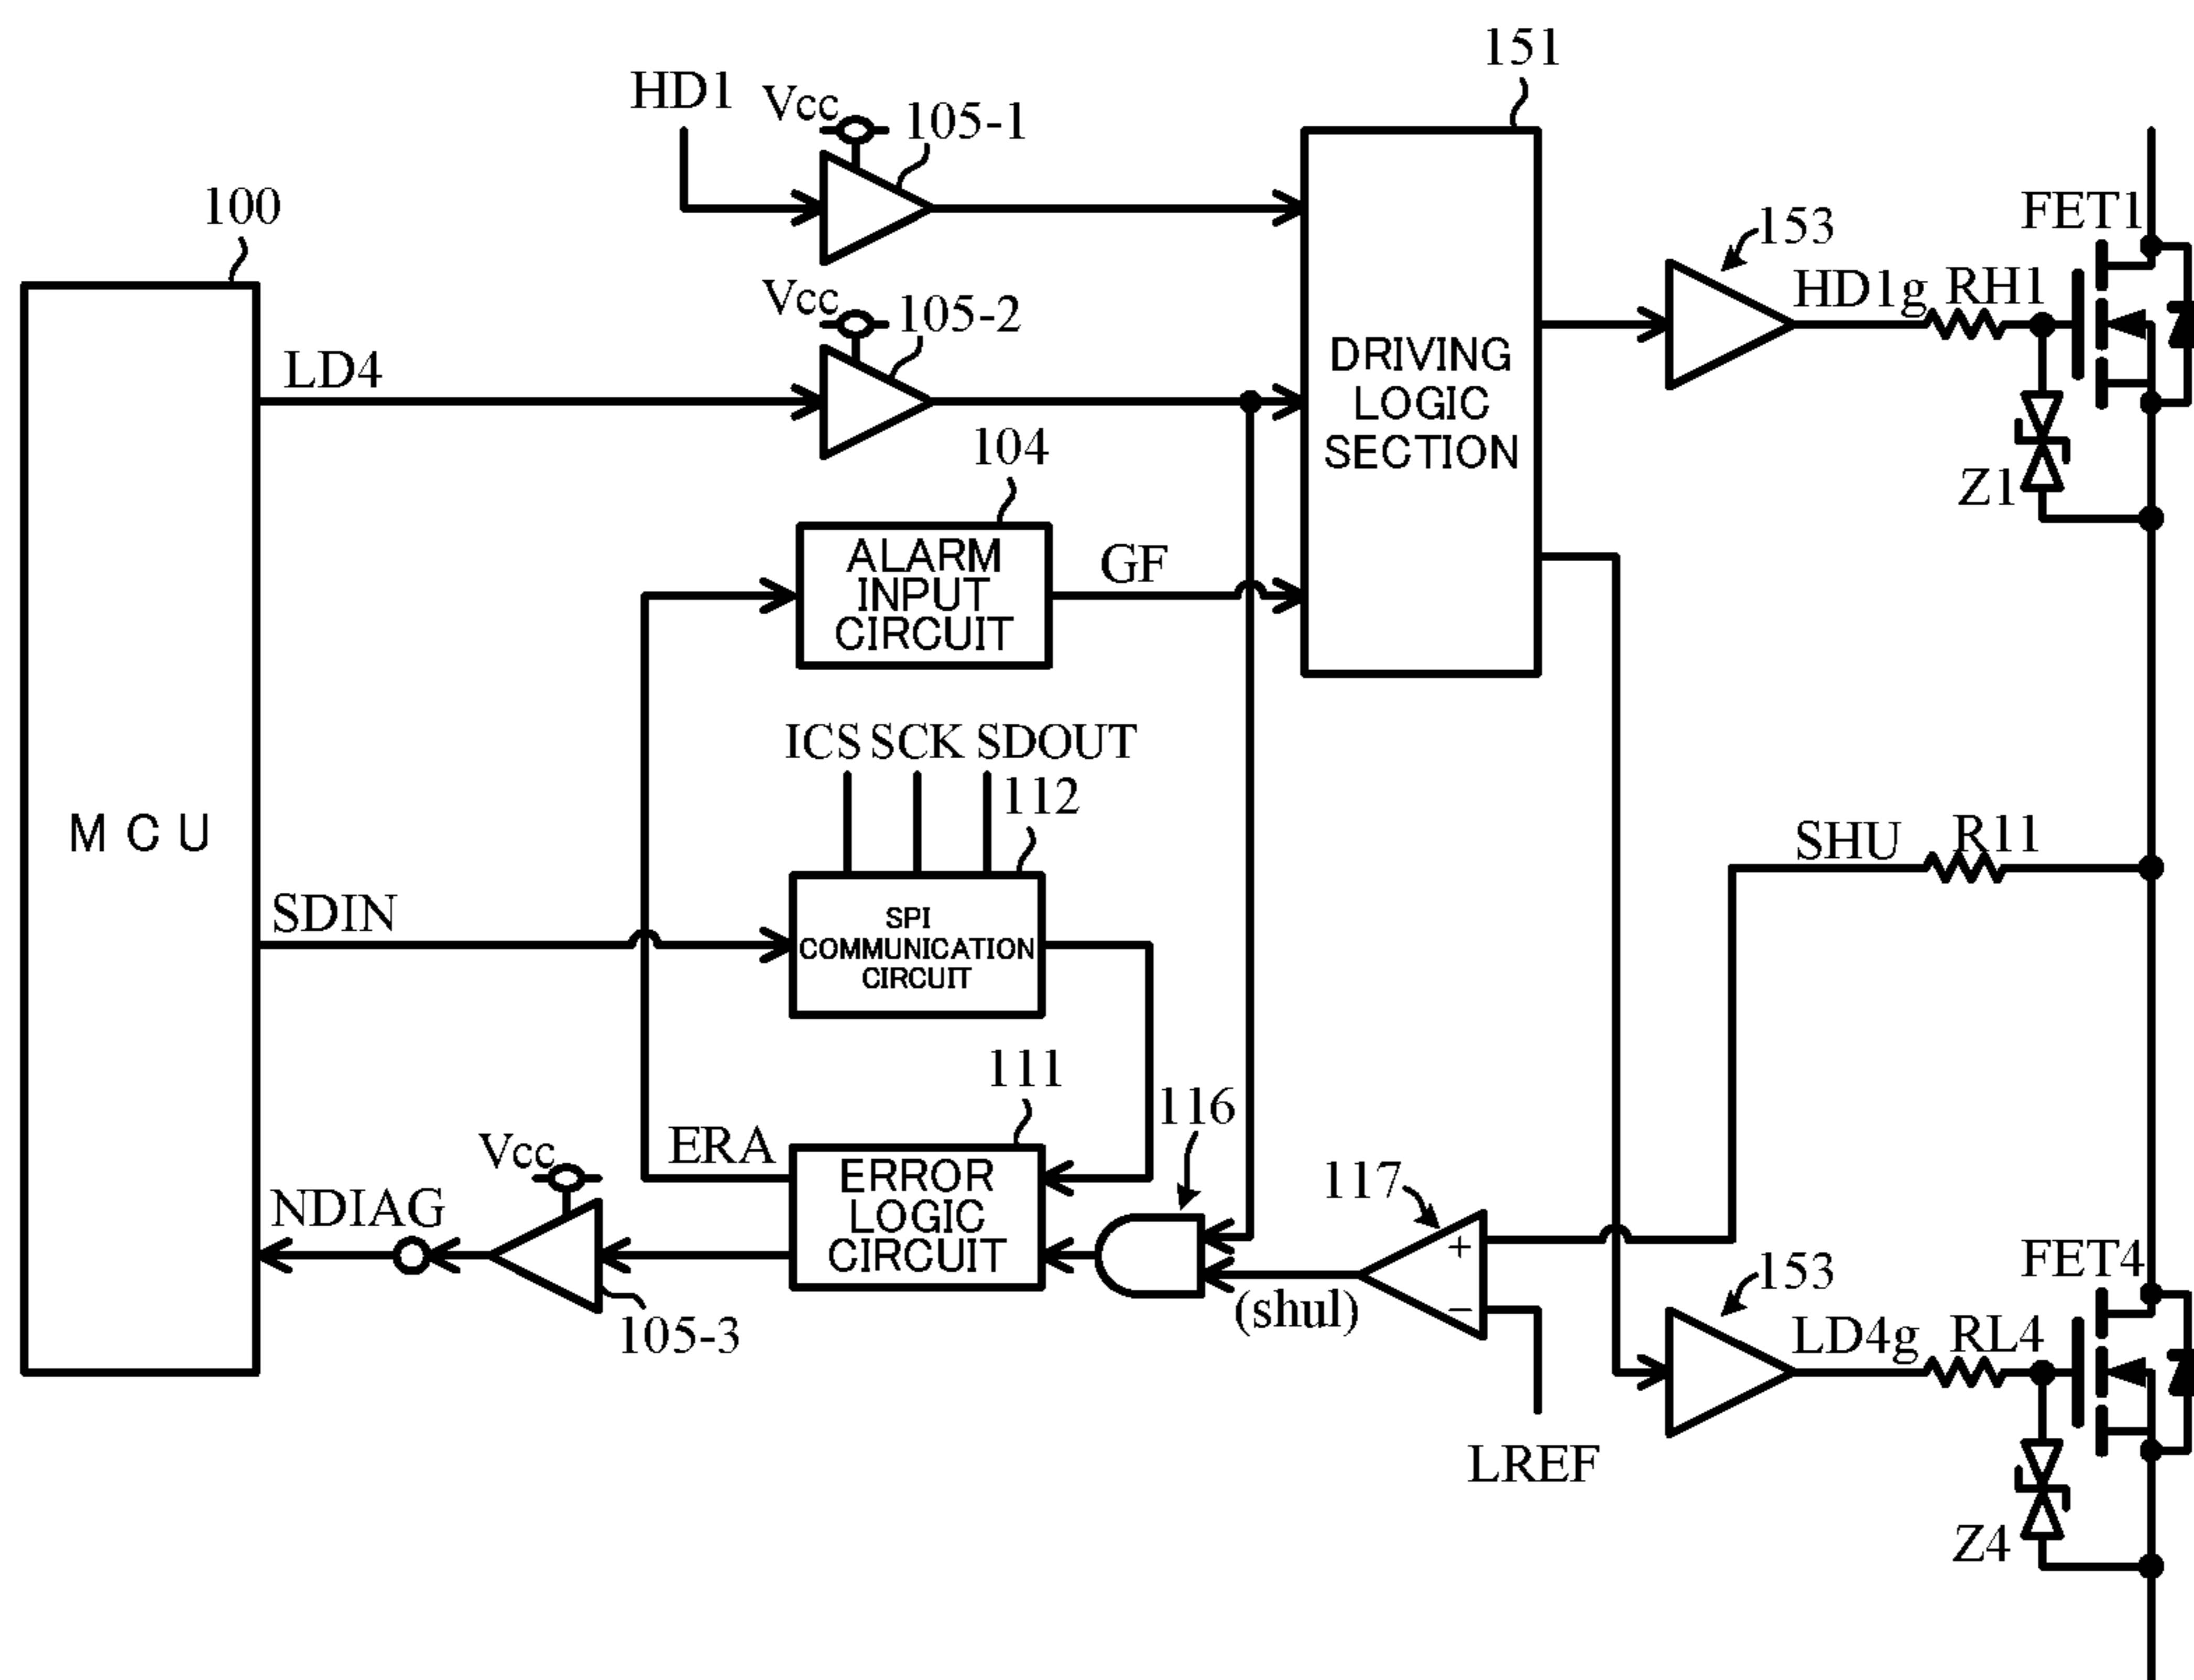 151
HD1
Vcc
105-1
100
FET1
153
Vcc
105-2
HD1g
RH1
LD4
DRIVING
LOGIC
SECTION
104
Z1
ALARM
INPUT
CIRCUIT
GF
ICS
SCK
SDOUT
112
MCU
SHU
R11
SDIN
SPI
COMMUNICATION
CIRCUIT
111
116
Vcc
ERA
ERROR
LOGIC
CIRCUIT
117
NDIAG
+
−
FET4
153
(shul)
105-3
LD4g
RL4
LREF
Z4